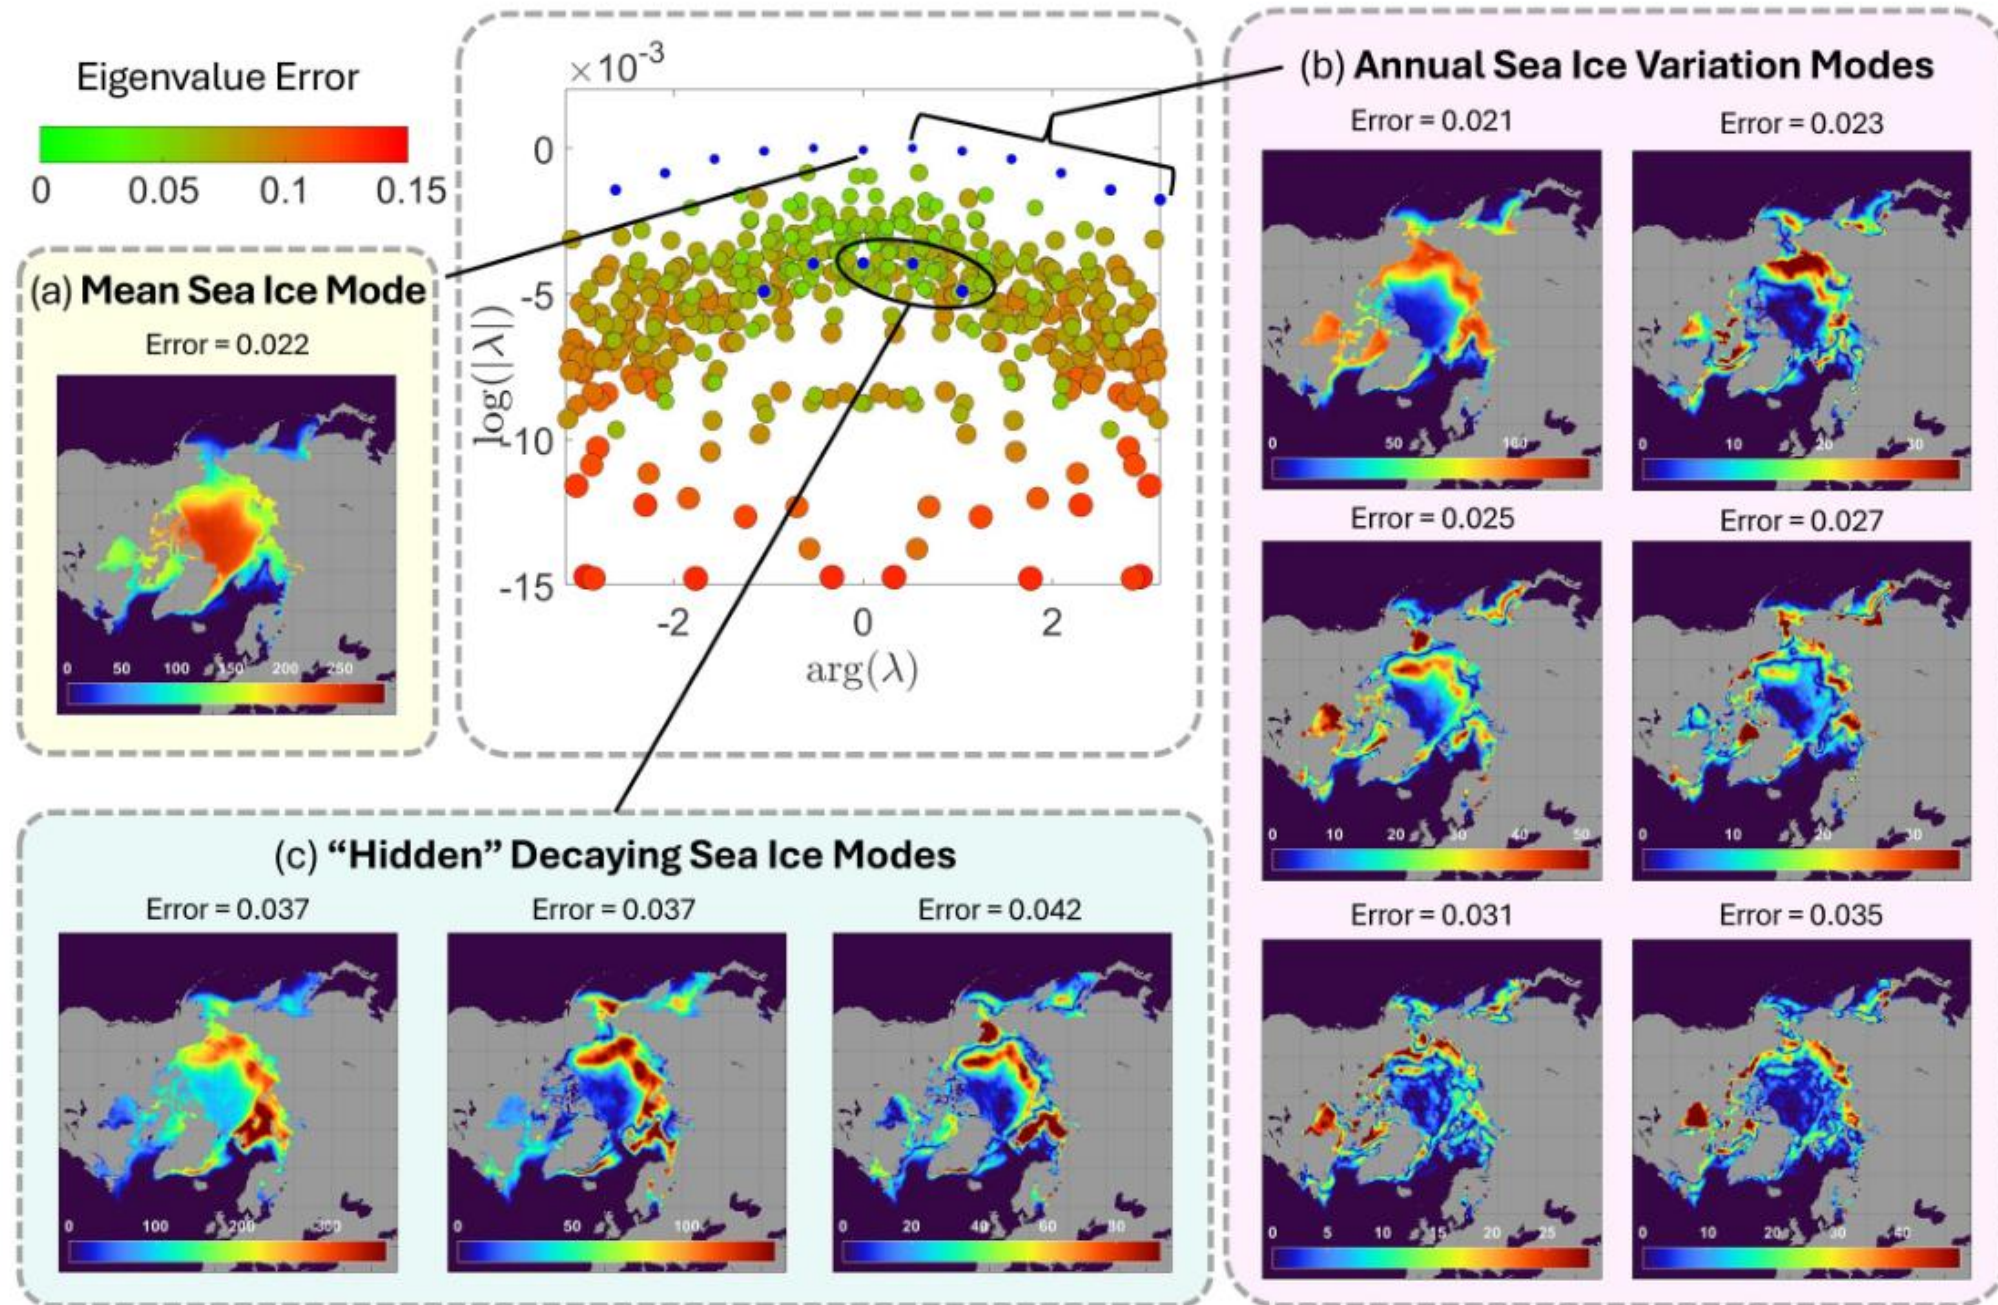 Eigenvalue Error
0 0.05 0.1 0.15
×10⁻³
0
-5
-10
-15
log(|λ|)
-2 0 2
arg(λ)
(a) Mean Sea Ice Mode
Error = 0.022
0 50 100 150 200 250
(b) Annual Sea Ice Variation Modes
Error = 0.021 Error = 0.023
0 50 100
0 10 20 30
Error = 0.025 Error = 0.027
0 10 20 30 40 50
0 10 20 30
Error = 0.031 Error = 0.035
0 5 10 15 20 25
0 10 20 30 40
(c) “Hidden” Decaying Sea Ice Modes
Error = 0.037 Error = 0.037 Error = 0.042
0 100 200 300
0 50 100
0 20 40 60 80